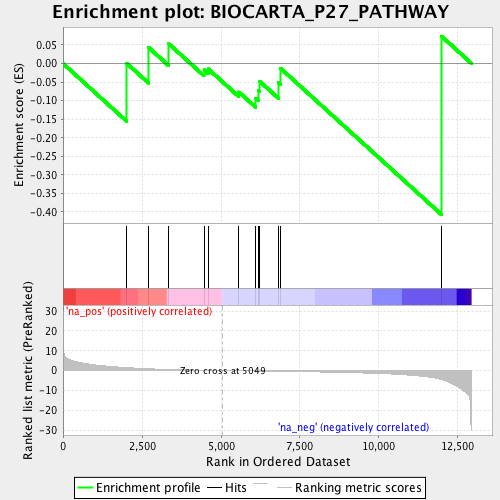 Enrichment plot: BIOCARTA_P27_PATHWAY
Enrichment score (ES)
0.05
0.00
-0.05
-0.10
-0.15
-0.20
-0.25
-0.30
-0.35
-0.40
'na_pos' (positively correlated)
Ranked list metric (PreRanked)
30
20
10
0
-10
-20
-30
Zero cross at 5049
'na_neg' (negatively correlated)
0 2,500 5,000 7,500 10,000 12,500
Rank in Ordered Dataset
Enrichment profile Hits Ranking metric scores